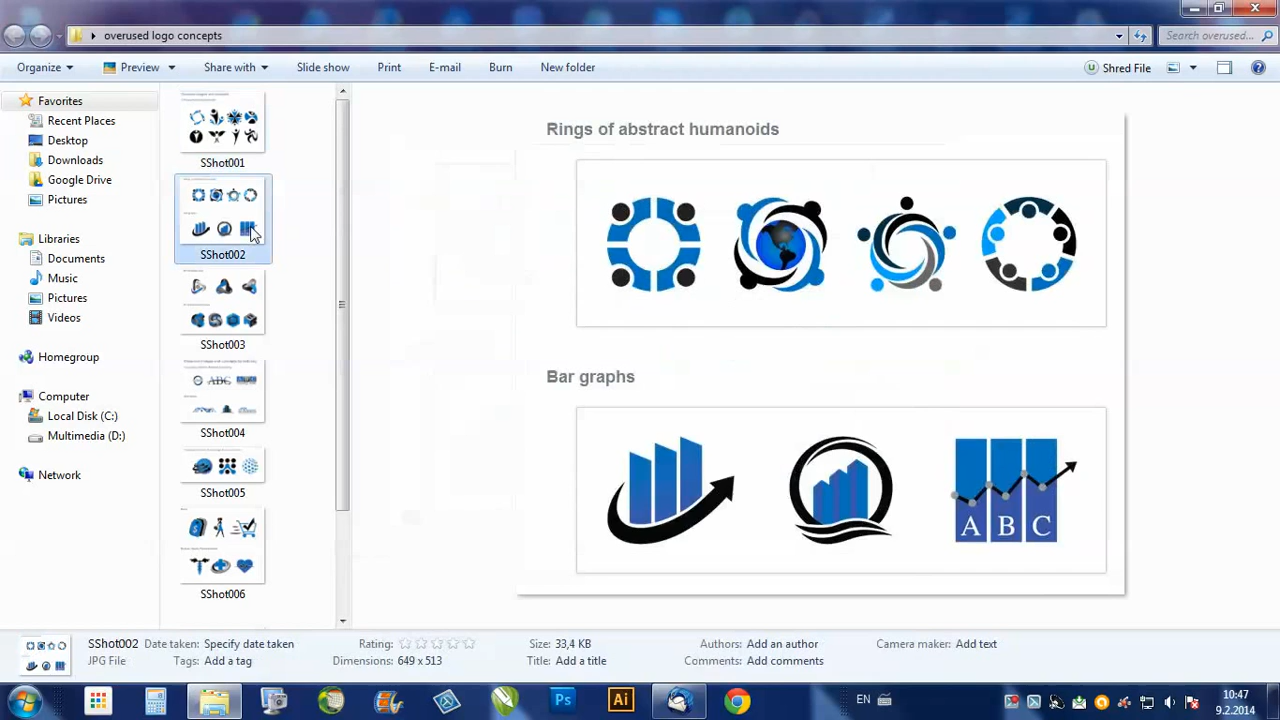 overused logo concepts
Search overused...
Organize
Preview
Share with
Slide show
Print
E-mail
Burn
New folder
Shred File
Favorites
Recent Places
Desktop
Downloads
Google Drive
Pictures
Libraries
Documents
Music
Pictures
Videos
Homegroup
Computer
Local Disk (C:)
Multimedia (D:)
Network
SShot001
SShot002
SShot003
SShot004
SShot005
SShot006
Rings of abstract humanoids
Bar graphs
A B C
SShot002 Date taken: Specify date taken Rating: Size: 33,4 KB Authors: Add an author Camera maker: Add text
JPG File Tags: Add a tag Dimensions: 649 x 513 Title: Add a title Comments: Add comments
Ps
Ai
EN
10:47
9.2.2014